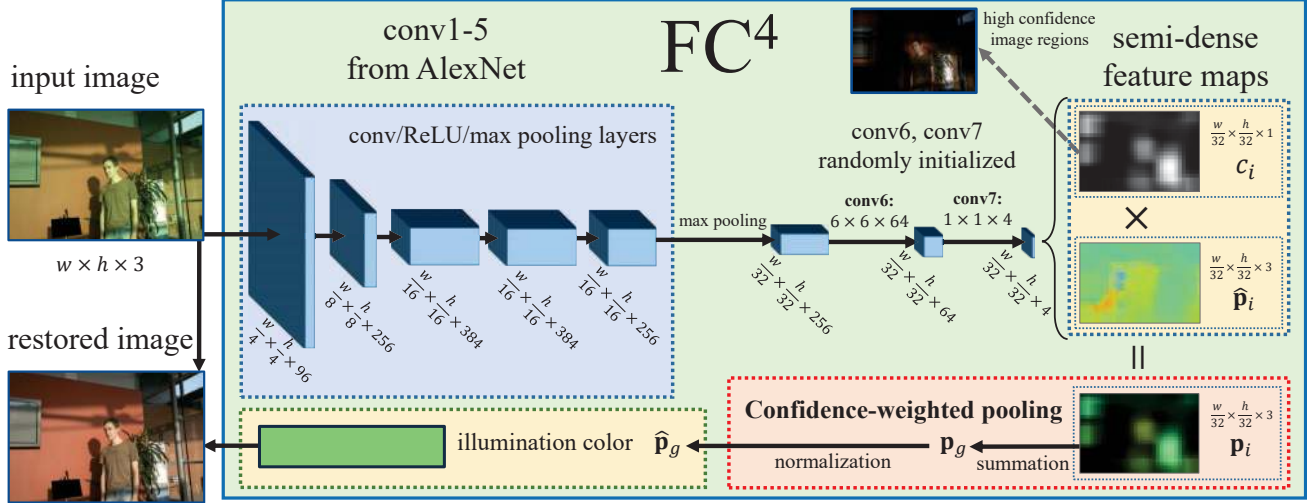 input image
w × h × 3
restored image
conv1-5
from AlexNet
FC⁴
high confidence
image regions
semi-dense
feature maps
conv/ReLU/max pooling layers
w/4 × h/4 × 96
w/8 × h/8 × 256
w/16 × h/16 × 384
w/16 × h/16 × 384
w/16 × h/16 × 256
max pooling
w/32 × h/32 × 256
conv6, conv7
randomly initialized
conv6:
6 × 6 × 64
conv7:
1 × 1 × 4
w/32 × h/32 × 64
w/32 × h/32 × 4
w/32 × h/32 × 1
cᵢ
×
w/32 × h/32 × 3
p̂ᵢ
=
w/32 × h/32 × 3
pᵢ
Confidence-weighted pooling
summation
p_g
normalization
p̂_g
illumination color